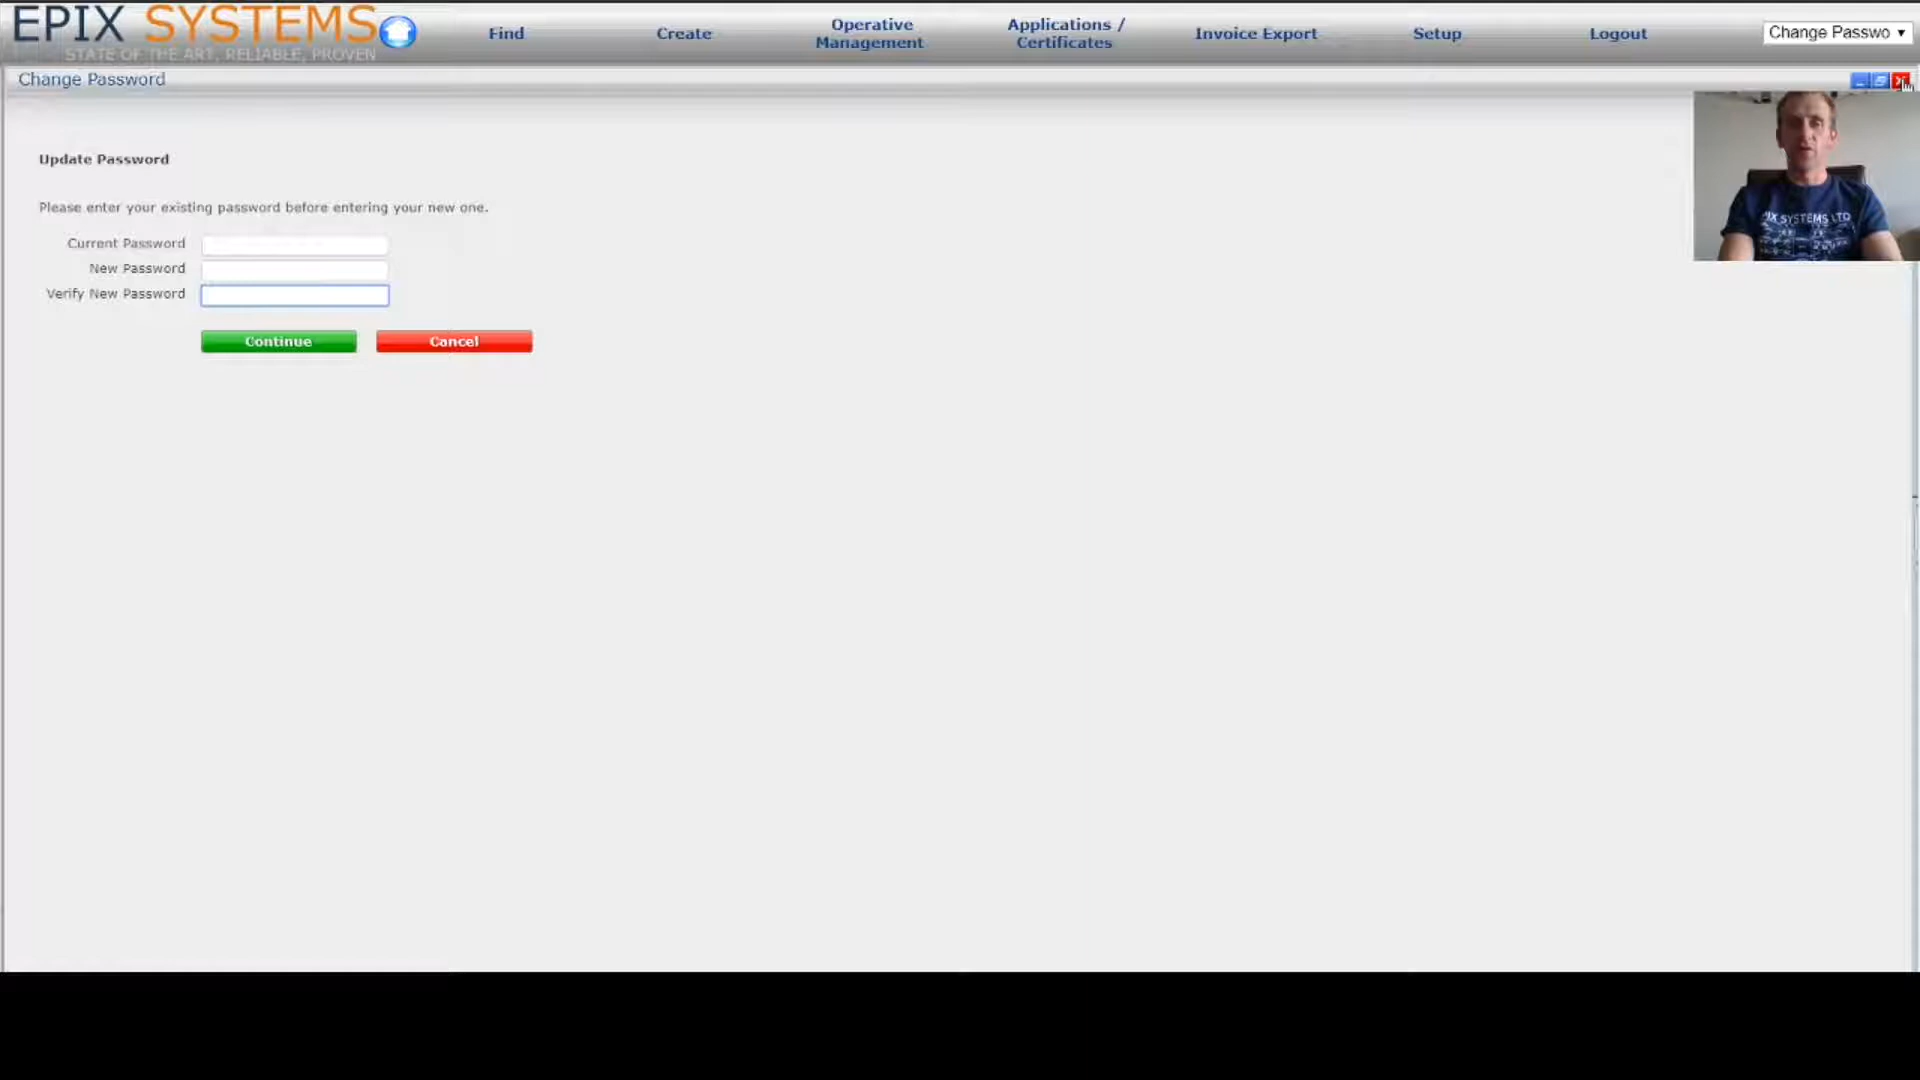 EPIX SYSTEMS
STATE OF THE ART, RELIABLE, PROVEN
Find
Create
Operative
Management
Applications /
Certificates
Invoice Export
Setup
Logout
Change Passwo
Change Password
Update Password
Please enter your existing password before entering your new one.
Current Password
New Password
Verify New Password
Continue
Cancel
SYSTEMS LTD